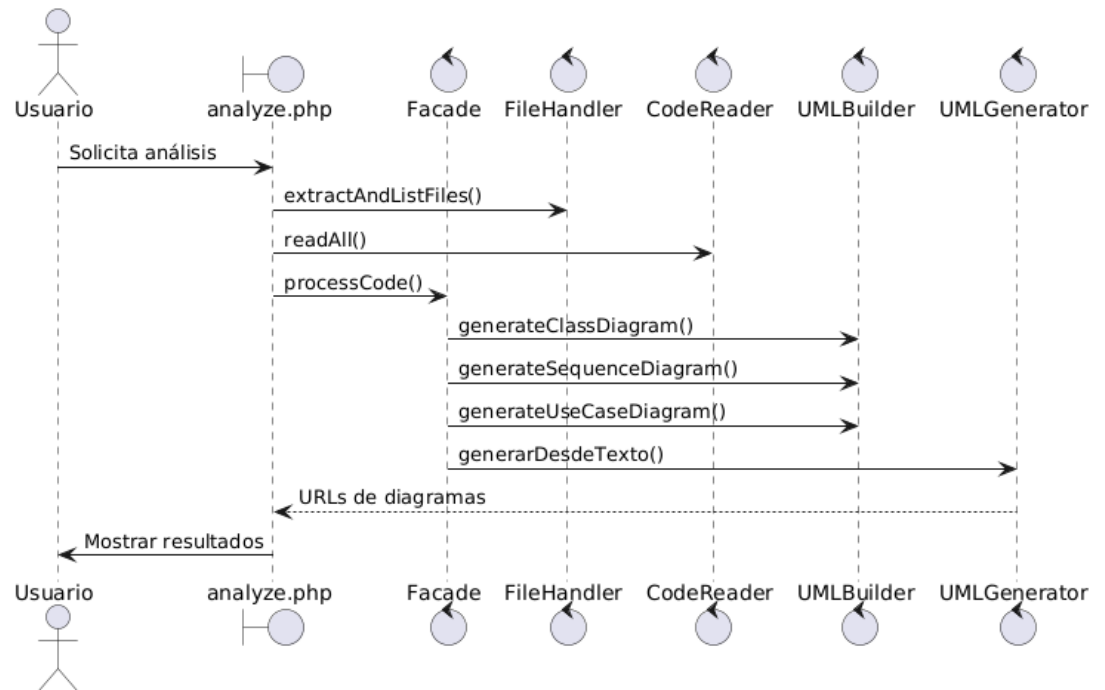 Usuario analyze.php Facade FileHandler CodeReader UMLBuilder UMLGenerator
Solicita análisis
extractAndListFiles()
readAll()
processCode()
generateClassDiagram()
generateSequenceDiagram()
generateUseCaseDiagram()
generarDesdeTexto()
URLs de diagramas
Mostrar resultados
Usuario analyze.php Facade FileHandler CodeReader UMLBuilder UMLGenerator